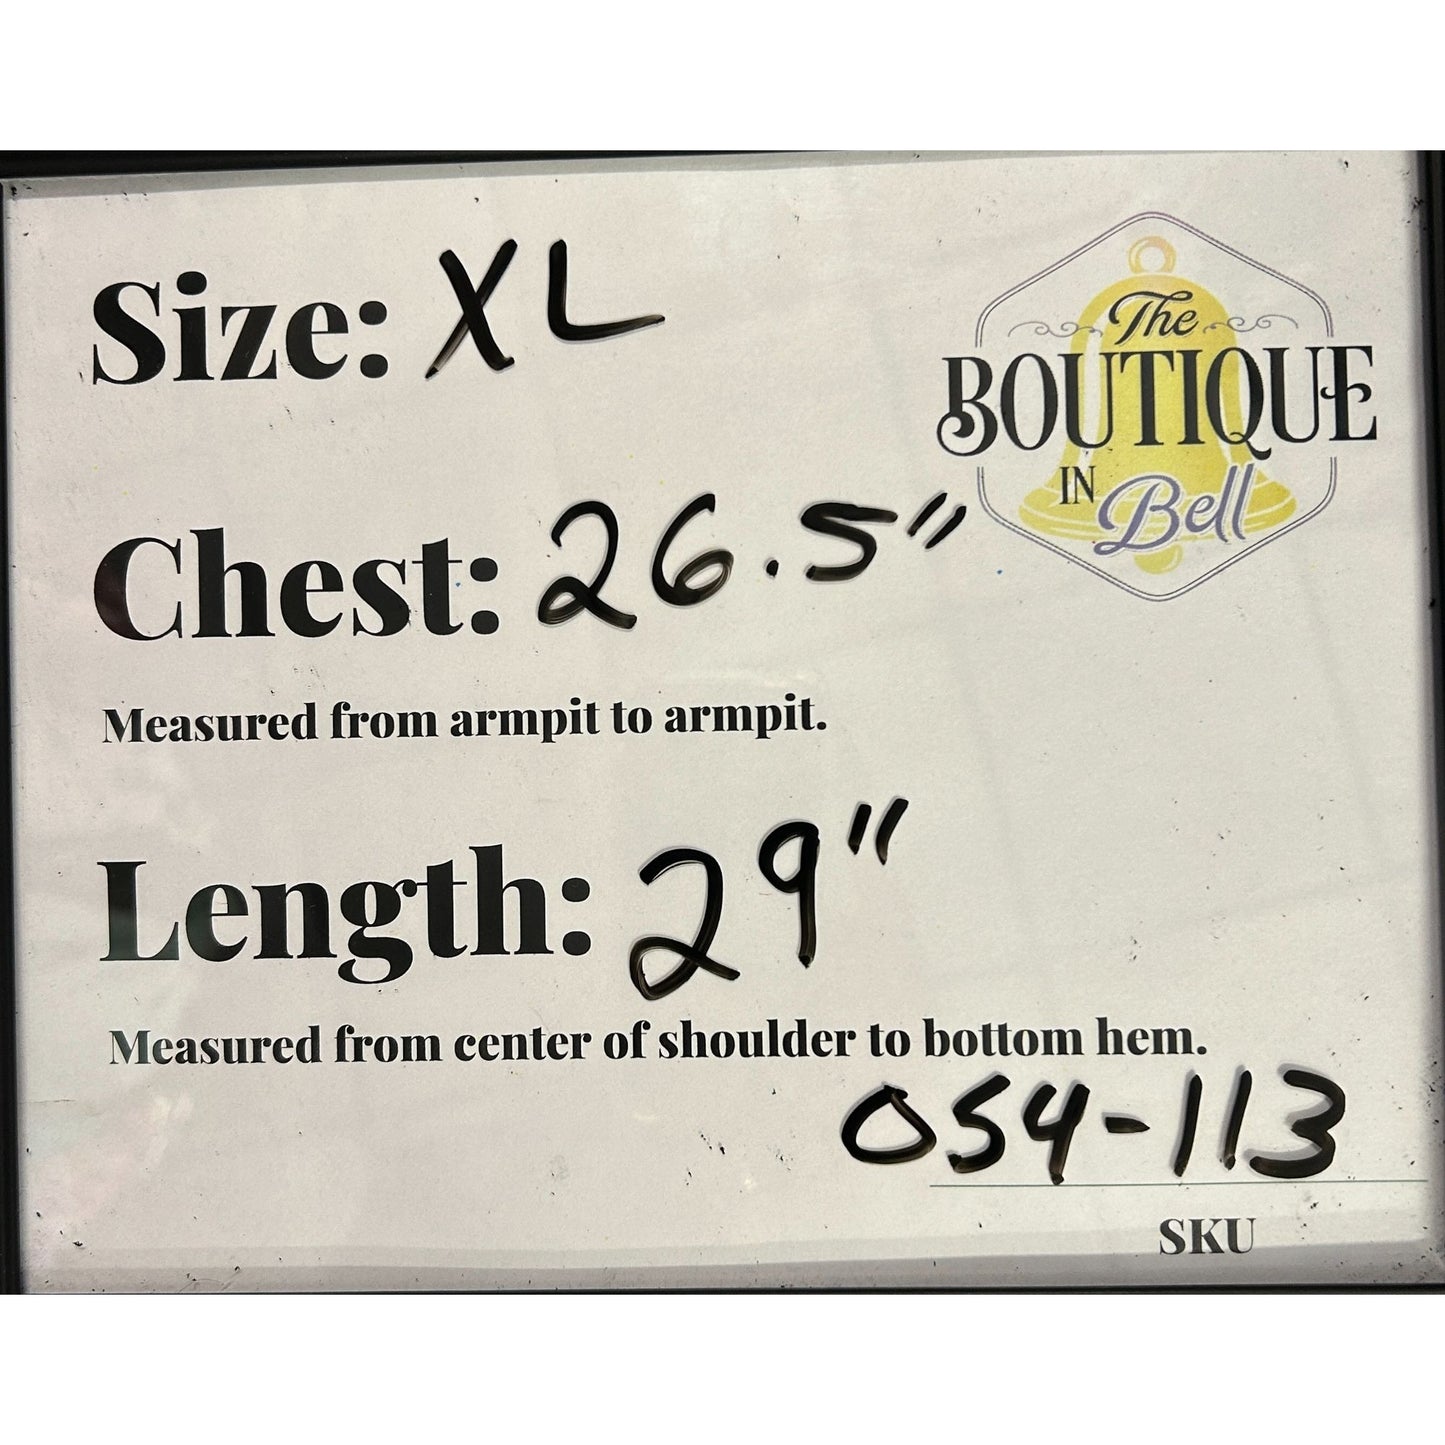 Size: XL
The
BOUTIQUE
IN Bell
Chest: 26.5"
Measured from armpit to armpit.
Length: 29"
Measured from center of shoulder to bottom hem.
054-113
SKU